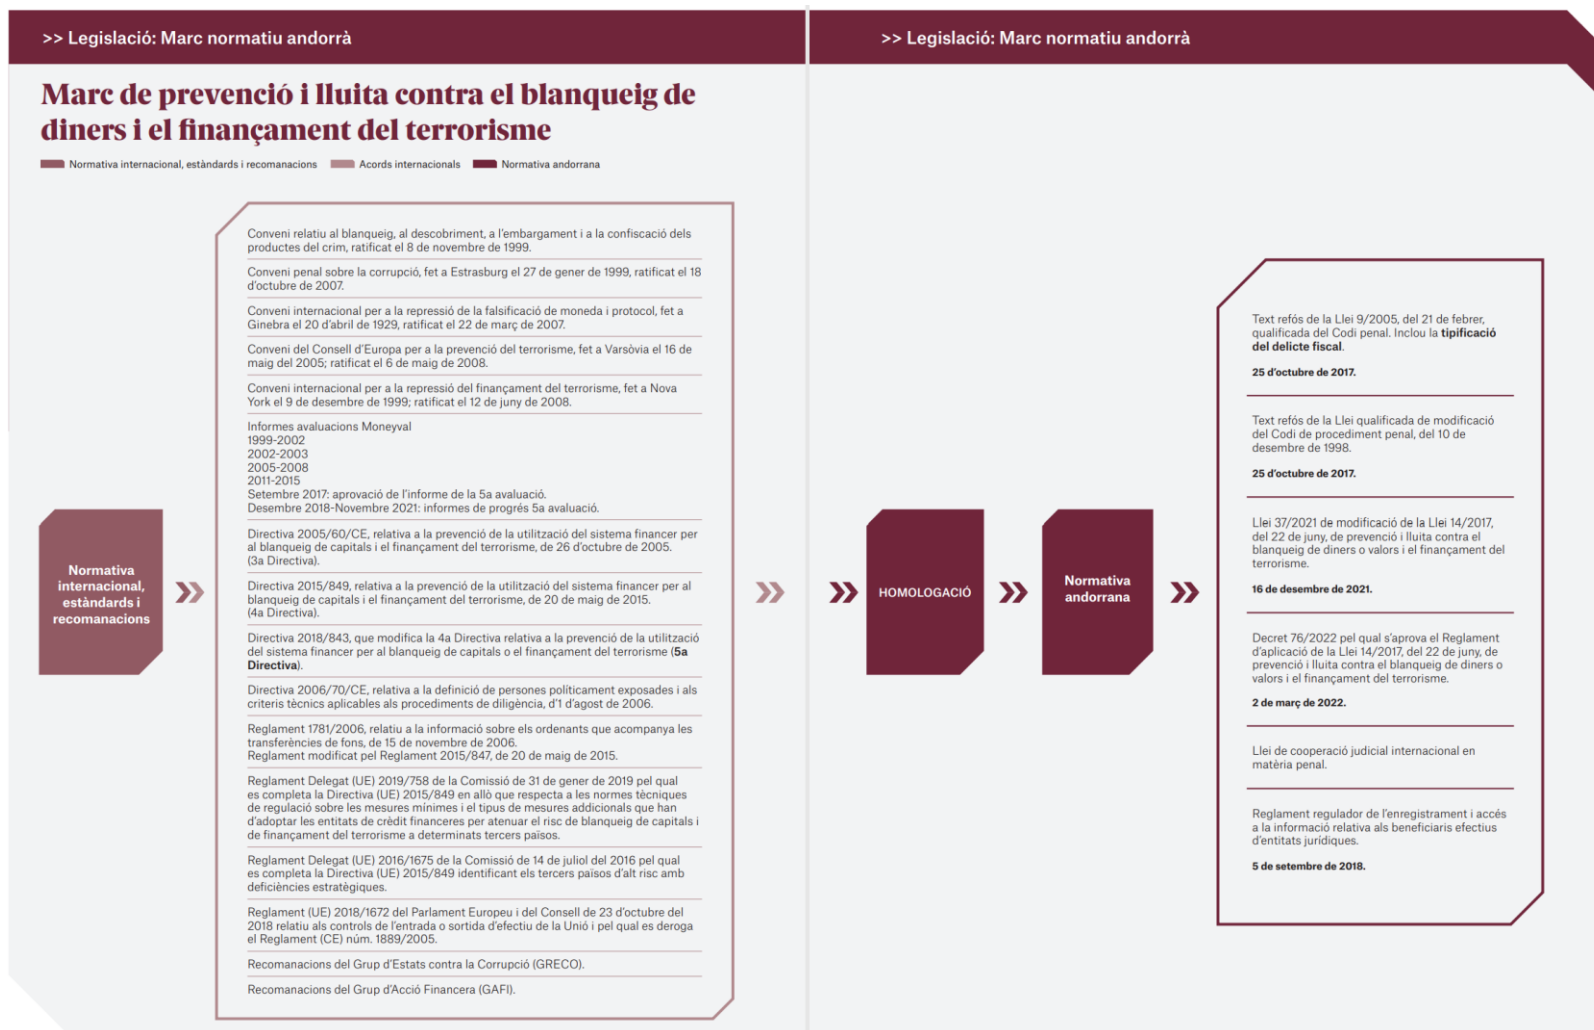 >> Legislació: Marc normatiu andorrà
Marc de prevenció i lluita contra el blanqueig de
diners i el finançament del terrorisme
Normativa internacional, estàndards i recomanacions
Acords internacionals
Normativa andorrana
Normativa
internacional,
estàndards i
recomanacions
Conveni relatiu al blanqueig, al descobriment, a l'embargament i a la confiscació dels
productes del crim, ratificat el 8 de novembre de 1999.
Conveni penal sobre la corrupció, fet a Estrasburg el 27 de gener de 1999, ratificat el 18
d'octubre de 2007.
Conveni internacional per a la repressió de la falsificació de moneda i protocol, fet a
Ginebra el 20 d'abril de 1929, ratificat el 22 de març de 2007.
Conveni del Consell d'Europa per a la prevenció del terrorisme, fet a Varsòvia el 16 de
maig del 2005; ratificat el 6 de maig de 2008.
Conveni internacional per a la repressió del finançament del terrorisme, fet a Nova
York el 9 de desembre de 1999; ratificat el 12 de juny de 2008.
Informes avaluacions Moneyval
1999-2002
2002-2003
2005-2008
2011-2015
Setembre 2017: aprovació de l'informe de la 5a avaluació.
Desembre 2018-Novembre 2021: informes de progrés 5a avaluació.
Directiva 2005/60/CE, relativa a la prevenció de la utilització del sistema financer per
al blanqueig de capitals i el finançament del terrorisme, de 26 d'octubre de 2005.
(3a Directiva).
Directiva 2015/849, relativa a la prevenció de la utilització del sistema financer per al
blanqueig de capitals i el finançament del terrorisme, de 20 de maig de 2015.
(4a Directiva).
Directiva 2018/843, que modifica la 4a Directiva relativa a la prevenció de la utilització
del sistema financer per al blanqueig de capitals o el finançament del terrorisme (5a
Directiva).
Directiva 2006/70/CE, relativa a la definició de persones políticament exposades i als
criteris tècnics aplicables als procediments de diligència, d'1 d'agost de 2006.
Reglament 1781/2006, relatiu a la informació sobre els ordenants que acompanya les
transferències de fons, de 15 de novembre de 2006.
Reglament modificat pel Reglament 2015/847, de 20 de maig de 2015.
Reglament Delegat (UE) 2019/758 de la Comissió de 31 de gener de 2019 pel qual
es completa la Directiva (UE) 2015/849 en allò que respecta a les normes tècniques
de regulació sobre les mesures mínimes i el tipus de mesures addicionals que han
d'adoptar les entitats de crèdit financeres per atenuar el risc de blanqueig de capitals i
de finançament del terrorisme a determinats tercers països.
Reglament Delegat (UE) 2016/1675 de la Comissió de 14 de juliol del 2016 pel qual
es completa la Directiva (UE) 2015/849 identificant els tercers països d'alt risc amb
deficiències estratègiques.
Reglament (UE) 2018/1672 del Parlament Europeu i del Consell de 23 d'octubre del
2018 relatiu als controls de l'entrada o sortida d'efectiu de la Unió i pel qual es deroga
el Reglament (CE) núm. 1889/2005.
Recomanacions del Grup d'Estats contra la Corrupció (GRECO).
Recomanacions del Grup d'Acció Financera (GAFI).
>> Legislació: Marc normatiu andorrà
HOMOLOGACIÓ
Normativa
andorrana
Text refós de la Llei 9/2005, del 21 de febrer,
qualificada del Codi penal. Inclou la tipificació
del delicte fiscal.
25 d'octubre de 2017.
Text refós de la Llei qualificada de modificació
del Codi de procediment penal, del 10 de
desembre de 1998.
25 d'octubre de 2017.
Llei 37/2021 de modificació de la Llei 14/2017,
del 22 de juny, de prevenció i lluita contra el
blanqueig de diners o valors i el finançament del
terrorisme.
16 de desembre de 2021.
Decret 76/2022 pel qual s'aprova el Reglament
d'aplicació de la Llei 14/2017, del 22 de juny, de
prevenció i lluita contra el blanqueig de diners o
valors i el finançament del terrorisme.
2 de març de 2022.
Llei de cooperació judicial internacional en
matèria penal.
Reglament regulador de l'enregistrament i accés
a la informació relativa als beneficiaris efectius
d'entitats jurídiques.
5 de setembre de 2018.